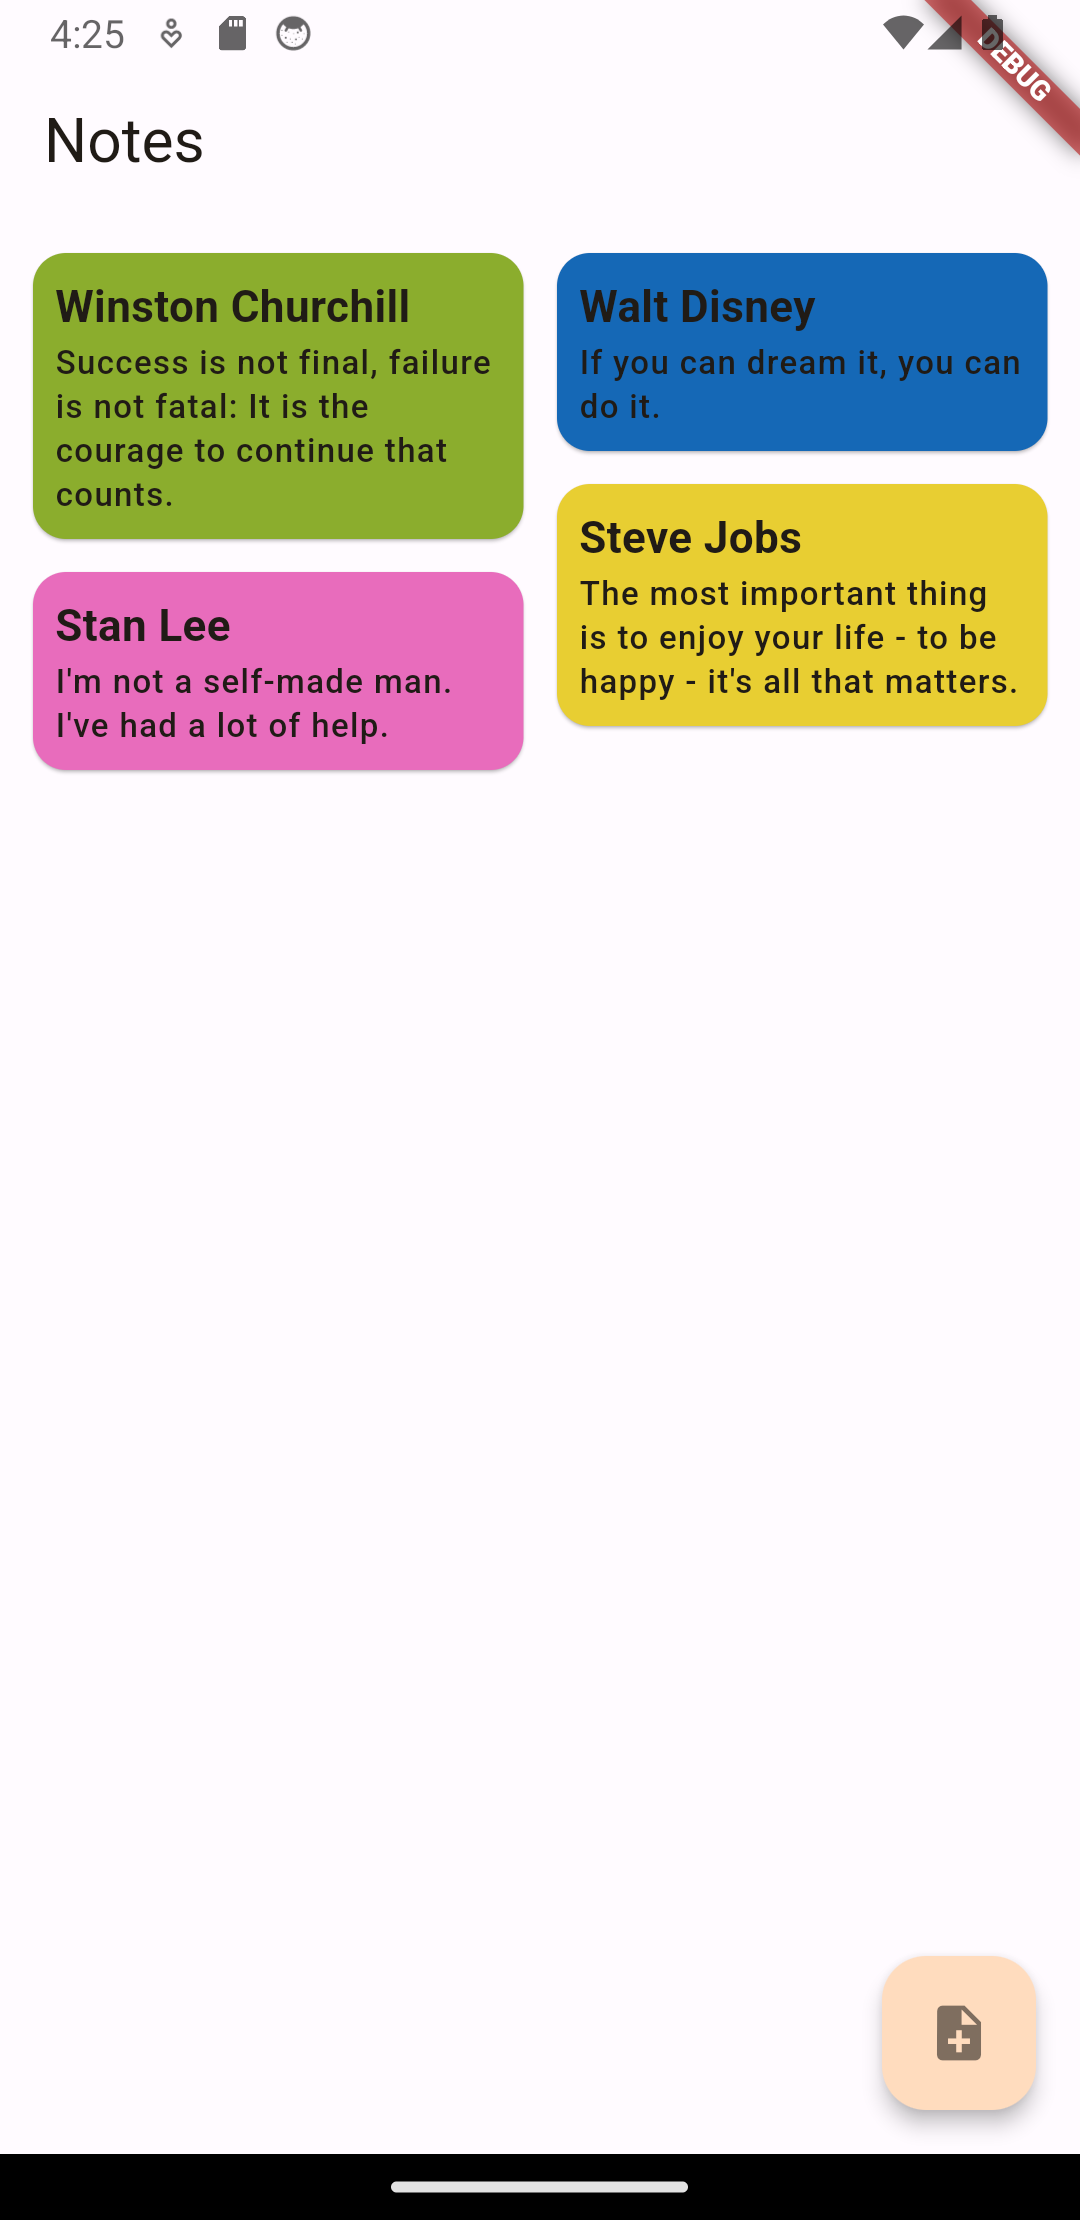 4:25
DEBUG
Notes
Winston Churchill
Success is not final, failure
is not fatal: It is the
courage to continue that
counts.
Walt Disney
If you can dream it, you can
do it.
Stan Lee
I'm not a self-made man.
I've had a lot of help.
Steve Jobs
The most important thing
is to enjoy your life - to be
happy - it's all that matters.